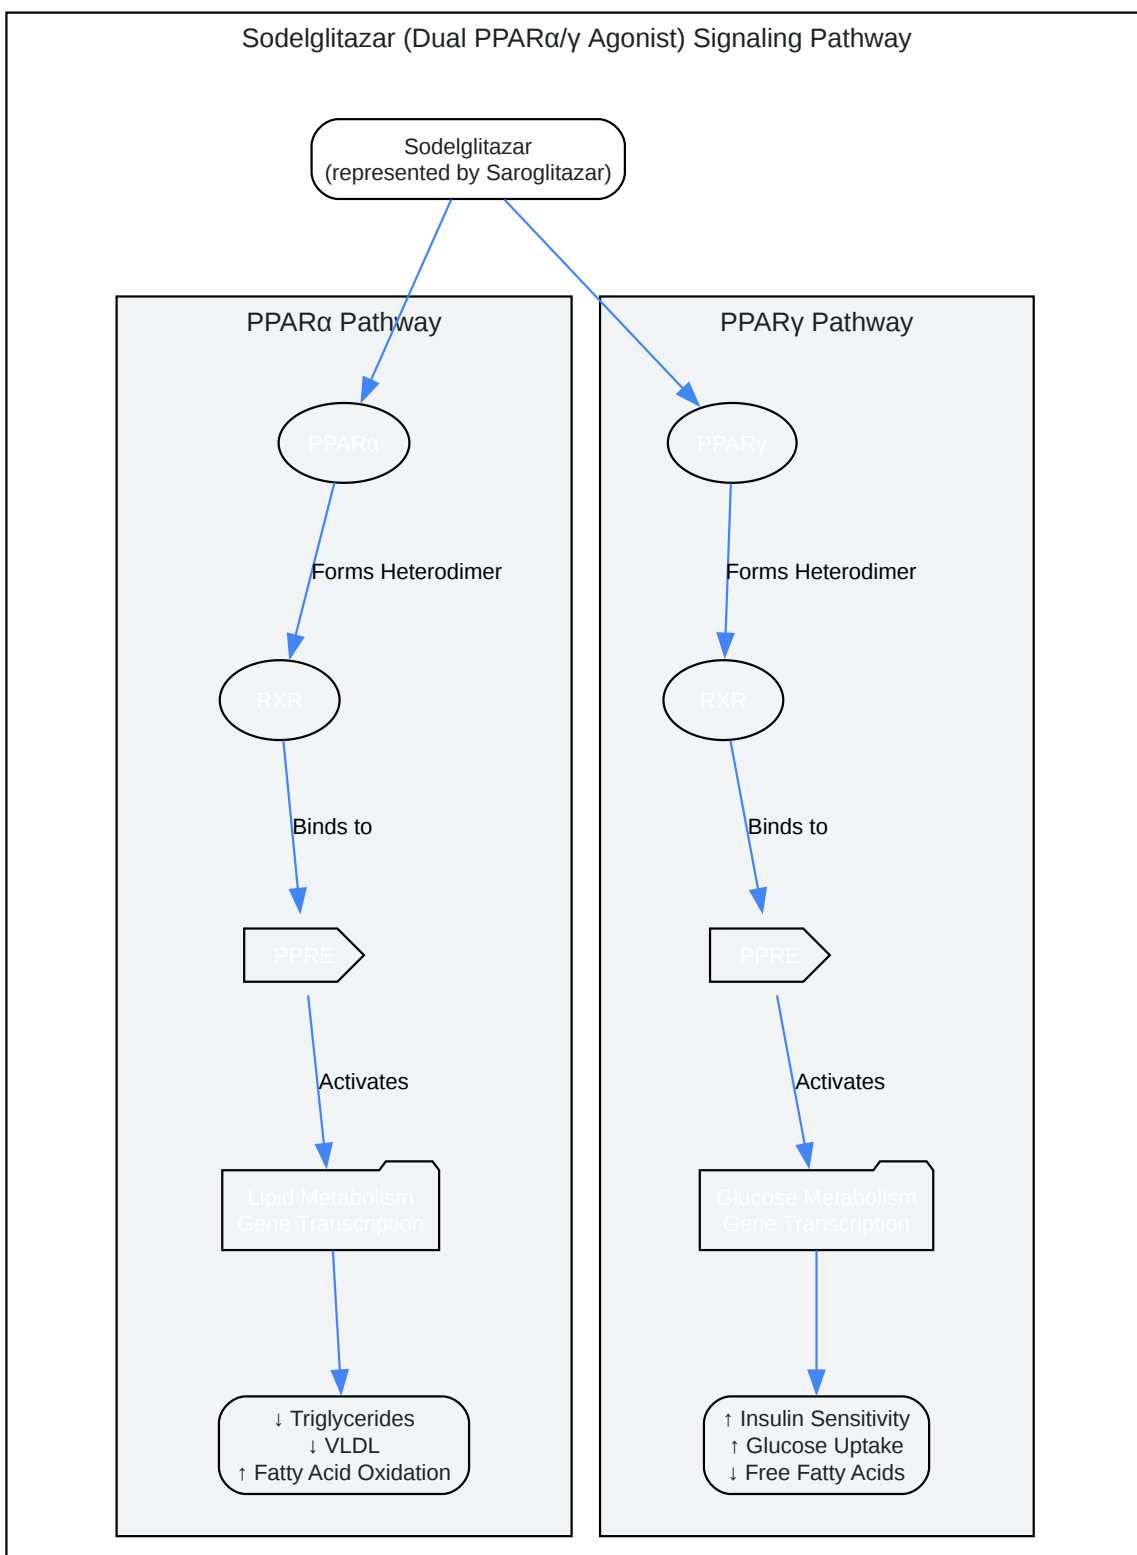 Sodelglitazar (Dual PPARα/γ Agonist) Signaling Pathway
Sodelglitazar
(represented by Saroglitazar)
PPARα Pathway
PPARα
Forms Heterodimer
RXR
Binds to
PPRE
Activates
Lipid Metabolism
Gene Transcription
↓ Triglycerides
↓ VLDL
↑ Fatty Acid Oxidation
PPARγ Pathway
PPARγ
Forms Heterodimer
RXR
Binds to
PPRE
Activates
Glucose Metabolism
Gene Transcription
↑ Insulin Sensitivity
↑ Glucose Uptake
↓ Free Fatty Acids